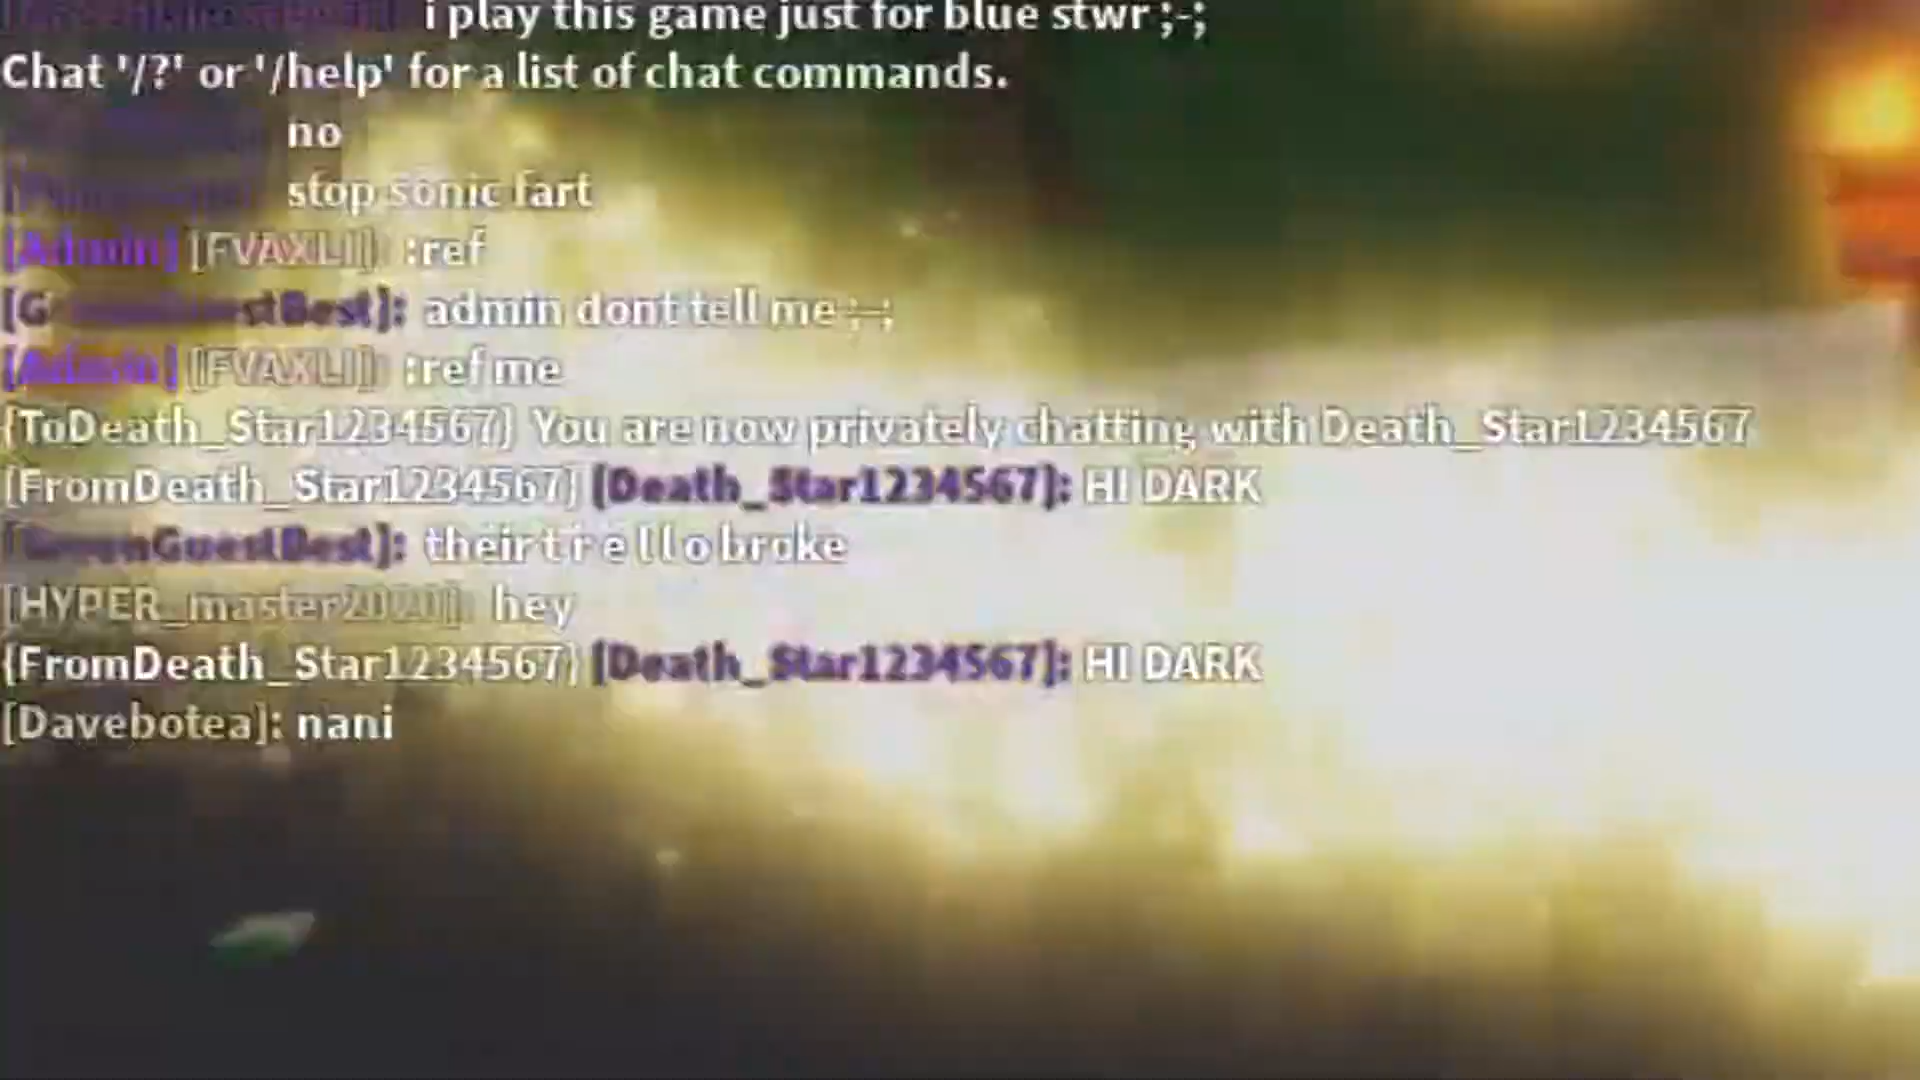 i play this game just for blue stwr ;-;
Chat '/?' or '/help' for a list of chat commands.
no
stop sonic fart
[Admin] [FVAXLI]: :ref
admin dont tell me ;-;
[Admin] [FVAXLI]: :ref me
{ToDeath_Star1234567} You are now privately chatting with Death_Star1234567
{FromDeath_Star1234567} [Death_Star1234567]: HI DARK
their t r e l l o broke
[HYPER_master2020]: hey
{FromDeath_Star1234567} [Death_Star1234567]: HI DARK
[Davebotea]: nani